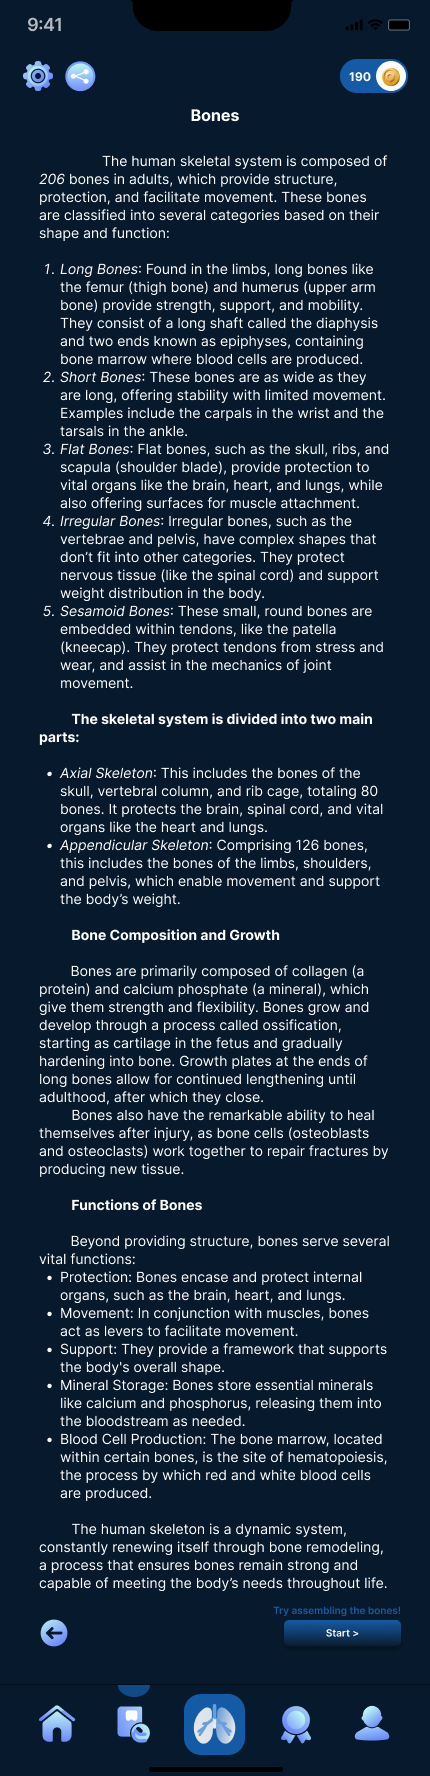 9:41
190
Bones
The human skeletal system is composed of
206 bones in adults, which provide structure,
protection, and facilitate movement. These bones
are classified into several categories based on their
shape and function:
1. Long Bones: Found in the limbs, long bones like
the femur (thigh bone) and humerus (upper arm
bone) provide strength, support, and mobility.
They consist of a long shaft called the diaphysis
and two ends known as epiphyses, containing
bone marrow where blood cells are produced.
2. Short Bones: These bones are as wide as they
are long, offering stability with limited movement.
Examples include the carpals in the wrist and the
tarsals in the ankle.
3. Flat Bones: Flat bones, such as the skull, ribs, and
scapula (shoulder blade), provide protection to
vital organs like the brain, heart, and lungs, while
also offering surfaces for muscle attachment.
4. Irregular Bones: Irregular bones, such as the
vertebrae and pelvis, have complex shapes that
don’t fit into other categories. They protect
nervous tissue (like the spinal cord) and support
weight distribution in the body.
5. Sesamoid Bones: These small, round bones are
embedded within tendons, like the patella
(kneecap). They protect tendons from stress and
wear, and assist in the mechanics of joint
movement.
The skeletal system is divided into two main
parts:
• Axial Skeleton: This includes the bones of the
skull, vertebral column, and rib cage, totaling 80
bones. It protects the brain, spinal cord, and vital
organs like the heart and lungs.
• Appendicular Skeleton: Comprising 126 bones,
this includes the bones of the limbs, shoulders,
and pelvis, which enable movement and support
the body’s weight.
Bone Composition and Growth
Bones are primarily composed of collagen (a
protein) and calcium phosphate (a mineral), which
give them strength and flexibility. Bones grow and
develop through a process called ossification,
starting as cartilage in the fetus and gradually
hardening into bone. Growth plates at the ends of
long bones allow for continued lengthening until
adulthood, after which they close.
Bones also have the remarkable ability to heal
themselves after injury, as bone cells (osteoblasts
and osteoclasts) work together to repair fractures by
producing new tissue.
Functions of Bones
Beyond providing structure, bones serve several
vital functions:
• Protection: Bones encase and protect internal
organs, such as the brain, heart, and lungs.
• Movement: In conjunction with muscles, bones
act as levers to facilitate movement.
• Support: They provide a framework that supports
the body's overall shape.
• Mineral Storage: Bones store essential minerals
like calcium and phosphorus, releasing them into
the bloodstream as needed.
• Blood Cell Production: The bone marrow, located
within certain bones, is the site of hematopoiesis,
the process by which red and white blood cells
are produced.
The human skeleton is a dynamic system,
constantly renewing itself through bone remodeling,
a process that ensures bones remain strong and
capable of meeting the body’s needs throughout life.
Try assembling the bones!
Start >